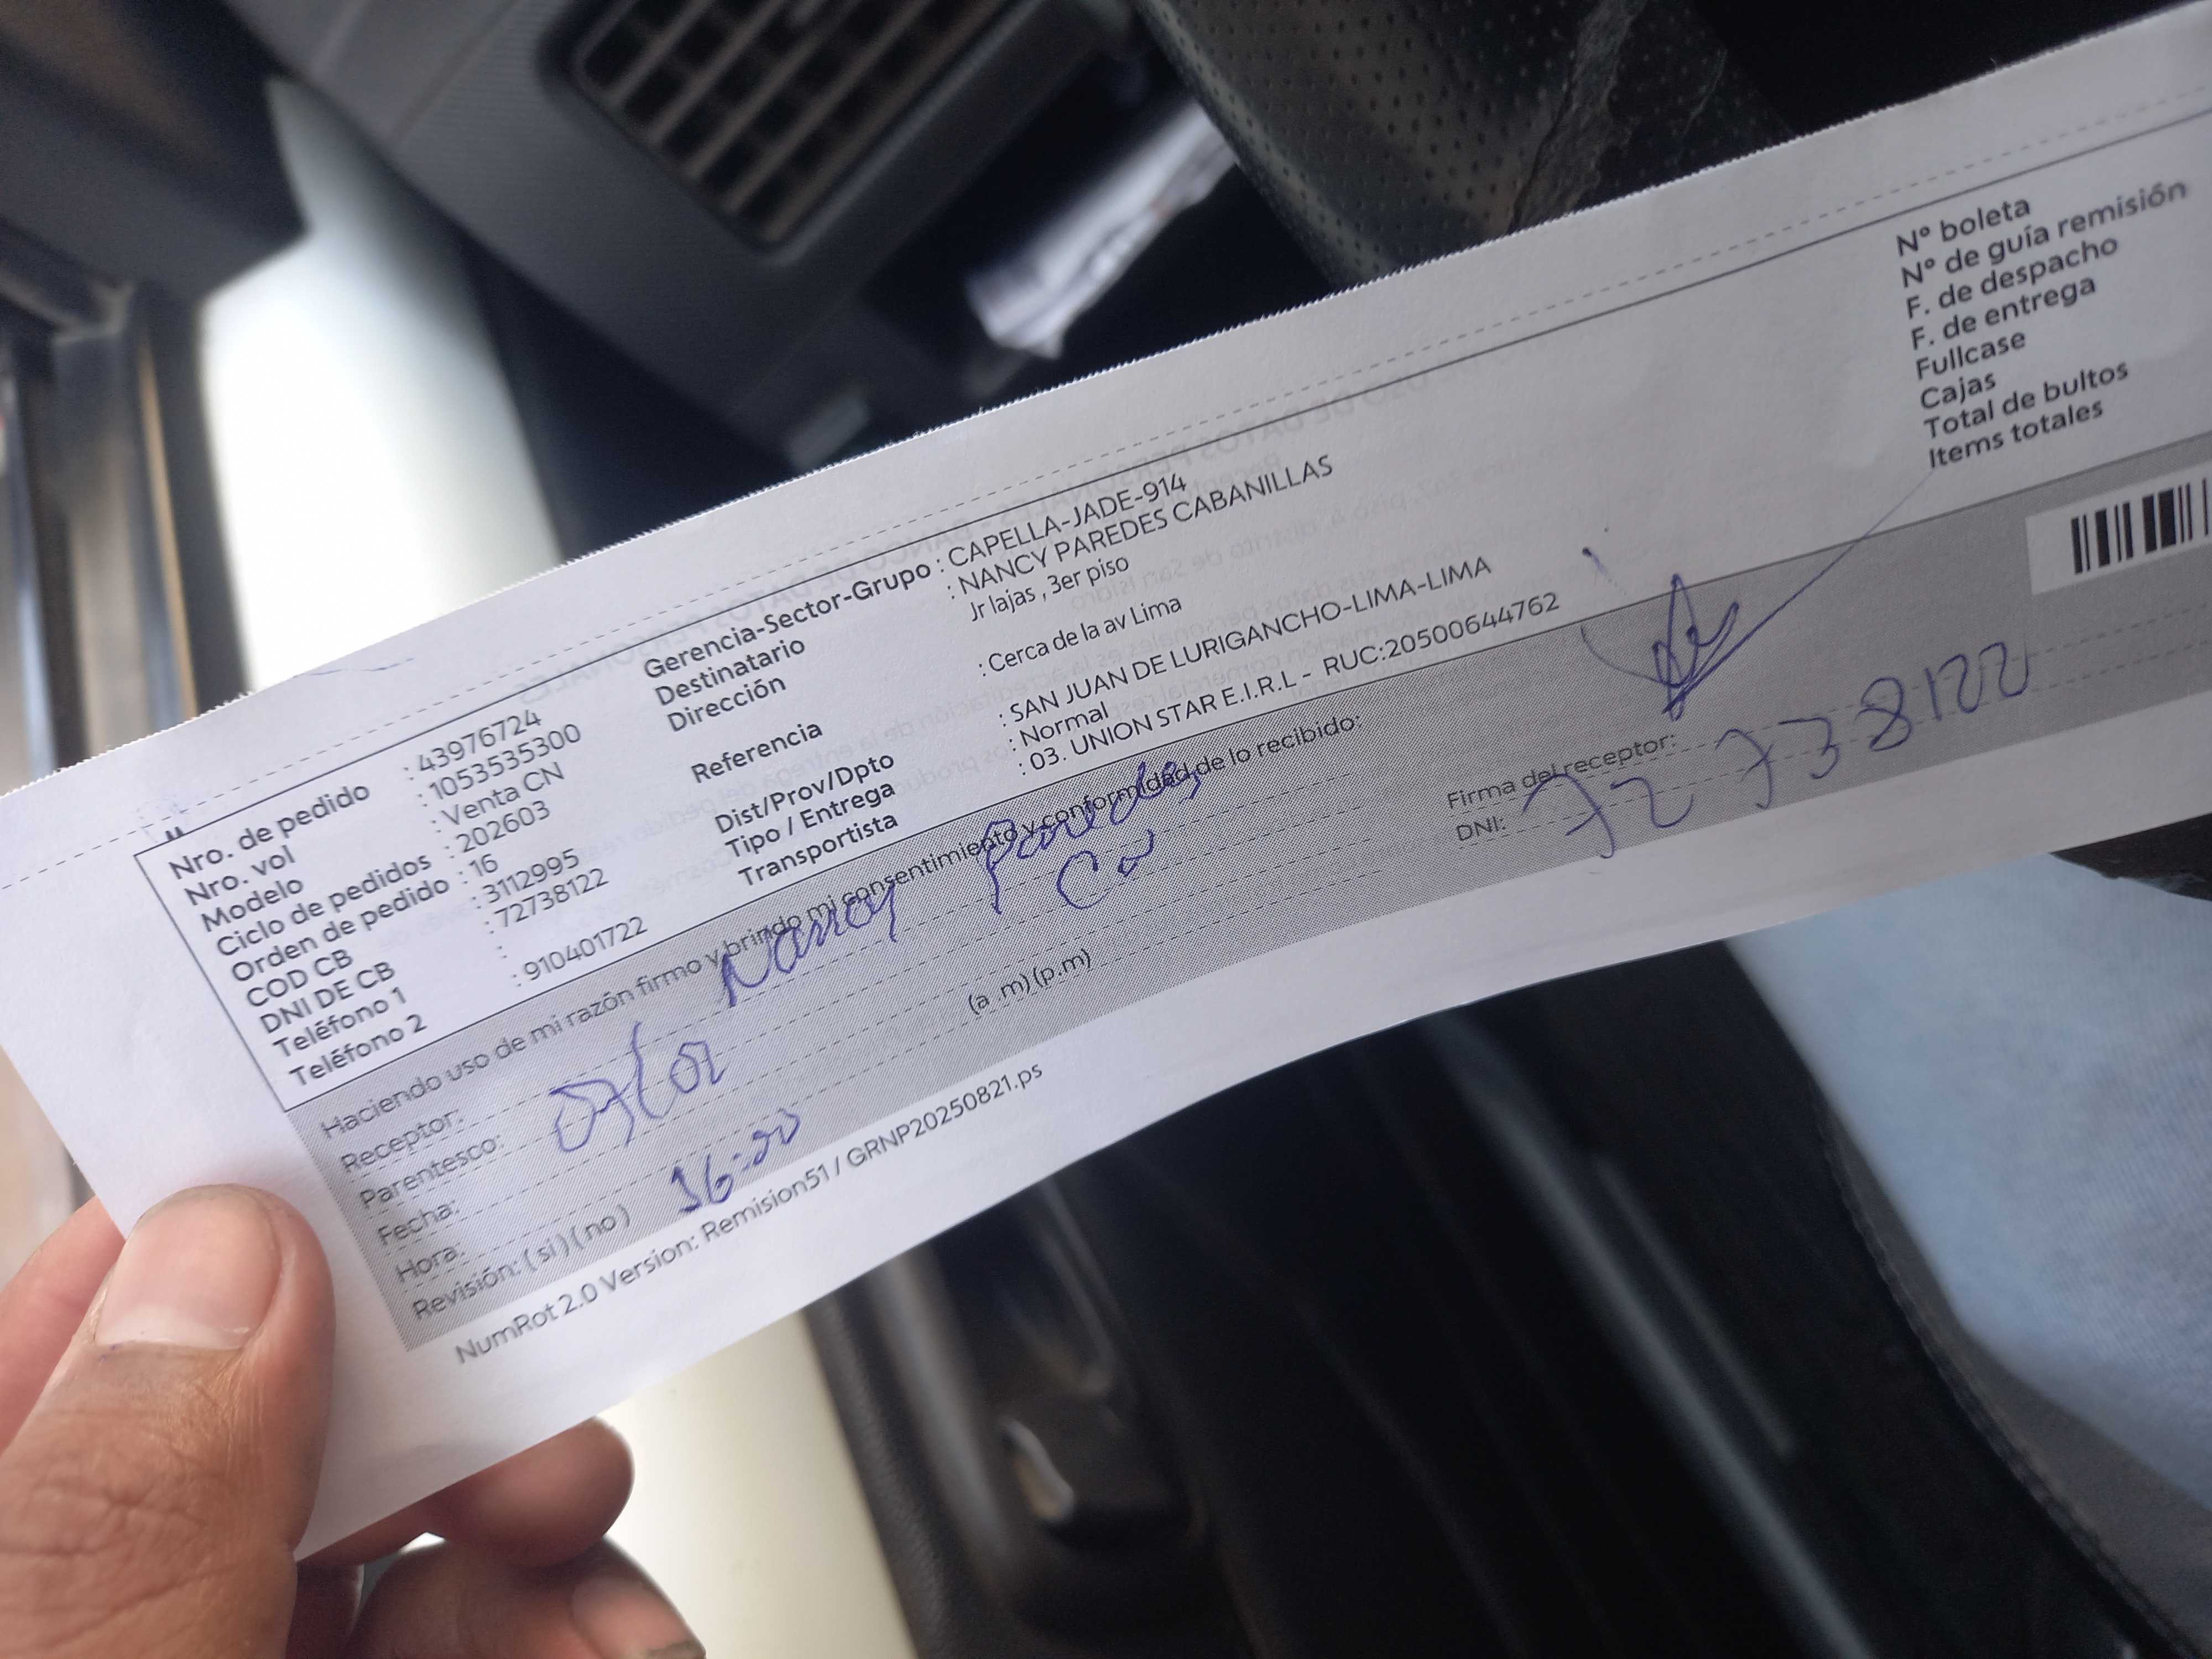 Nro. de pedido : 43976724
Nro. vol : 1053535300
Modelo : Venta CN
Ciclo de pedidos : 202603
Orden de pedido : 16
COD CB : 3112995
DNI DE CB : 72738122
Teléfono 1 :
Teléfono 2 : 910401722
Gerencia-Sector-Grupo : CAPELLA-JADE-914
Destinatario : NANCY PAREDES CABANILLAS
Dirección Jr lajas , 3er piso
Referencia : Cerca de la av Lima
Dist/Prov/Dpto : SAN JUAN DE LURIGANCHO-LIMA-LIMA
Tipo / Entrega : Normal
Transportista : 03. UNION STAR E.I.R.L - RUC:20500644762
N° boleta
N° de guía remisión
F. de despacho
F. de entrega
Fullcase
Cajas
Total de bultos
Items totales
Haciendo uso de mi razón firmo y brindo mi consentimiento y conformidad de lo recibido:
Receptor: Nancy Paredes
Parentesco:
Fecha:
Hora: (a .m) (p.m)
Revisión: ( si ) ( no ) 16:20
Firma del receptor:
DNI: 72738122
NumRot 2.0 Version: Remision51 / GRNP20250821.ps